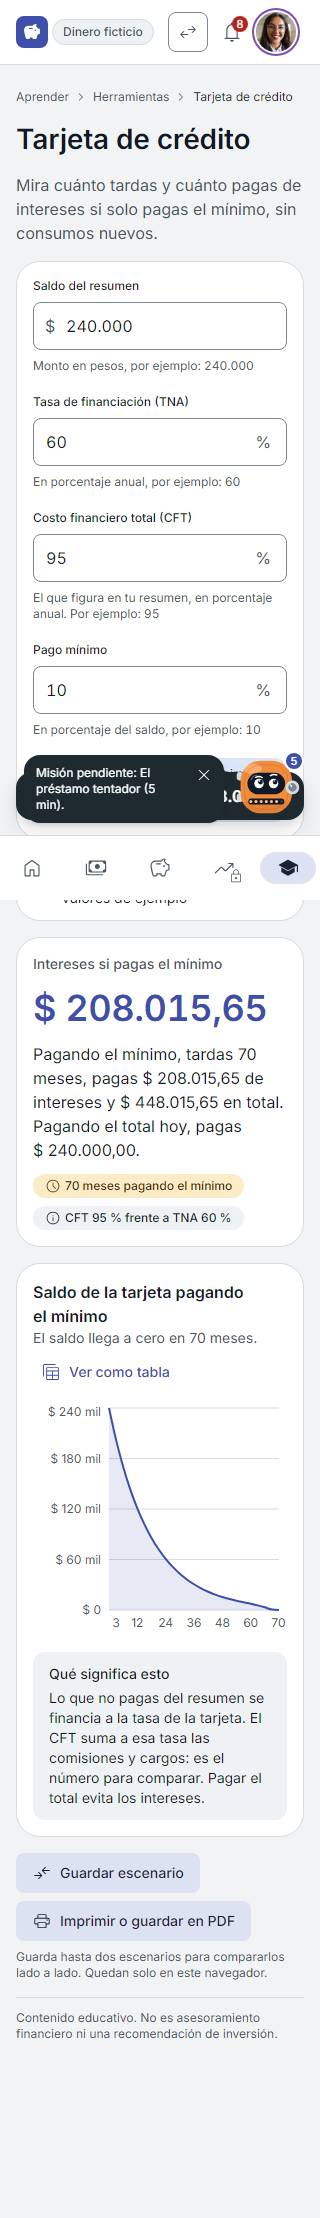 Dinero ficticio
8
Aprender > Herramientas > Tarjeta de crédito
Tarjeta de crédito
Mira cuánto tardas y cuánto pagas de
intereses si solo pagas el mínimo, sin
consumos nuevos.
Saldo del resumen
$ 240.000
Monto en pesos, por ejemplo: 240.000
Tasa de financiación (TNA)
60 %
En porcentaje anual, por ejemplo: 60
Costo financiero total (CFT)
95 %
El que figura en tu resumen, en porcentaje
anual. Por ejemplo: 95
Pago mínimo
10 %
En porcentaje del saldo, por ejemplo: 10
5
Misión pendiente: El
préstamo tentador (5
min).
valores de ejemplo
Intereses si pagas el mínimo
$ 208.015,65
Pagando el mínimo, tardas 70
meses, pagas $ 208.015,65 de
intereses y $ 448.015,65 en total.
Pagando el total hoy, pagas
$ 240.000,00.
70 meses pagando el mínimo
CFT 95 % frente a TNA 60 %
Saldo de la tarjeta pagando
el mínimo
El saldo llega a cero en 70 meses.
Ver como tabla
$ 240 mil
$ 180 mil
$ 120 mil
$ 60 mil
$ 0
3 12 24 36 48 60 70
Qué significa esto
Lo que no pagas del resumen se
financia a la tasa de la tarjeta. El
CFT suma a esa tasa las
comisiones y cargos: es el
número para comparar. Pagar el
total evita los intereses.
Guardar escenario
Imprimir o guardar en PDF
Guarda hasta dos escenarios para compararlos
lado a lado. Quedan solo en este navegador.
Contenido educativo. No es asesoramiento
financiero ni una recomendación de inversión.